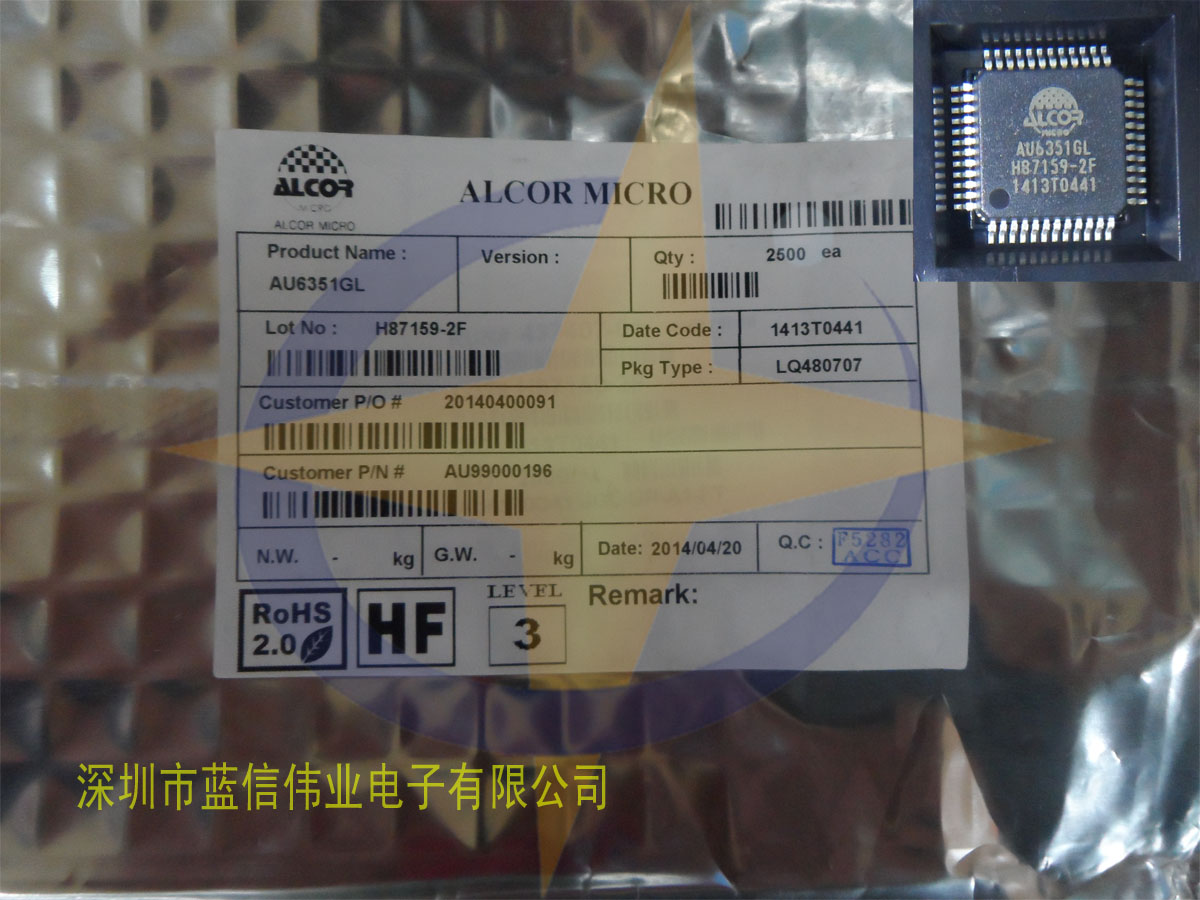 ALCOR
MICRO
ALCOR MICRO
ALCOR MICRO
Product Name :
AU6351GL
Version :
Qty : 2500 ea
Lot No : H87159-2F
Date Code : 1413T0441
Pkg Type : LQ480707
Customer P/O # 20140400091
Customer P/N # AU99000196
N.W. - kg
G.W. - kg
Date: 2014/04/20
Q.C : F5282
ACC
RoHS
2.0
HF
LEVEL
3
Remark:
ALCOR
MICRO
AU6351GL
H87159-2F
1413T0441
深圳市蓝信伟业电子有限公司